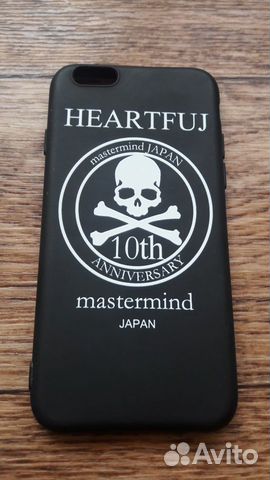 HEARTFUJ
mastermind JAPAN
10th
ANNIVERSARY
mastermind
JAPAN
Avito